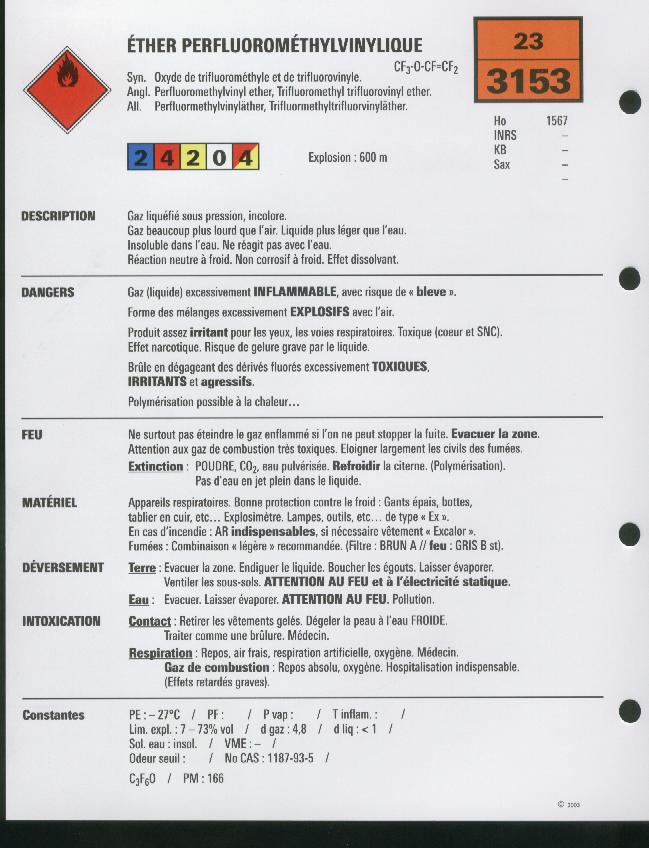 ÉTHER PERFLUOROMÉTHYLVINYLIQUE
CF₃-O-CF=CF₂
Syn. Oxyde de trifluorométhyle et de trifluorovinyle.
Angl. Perfluoromethylvinyl ether, Trifluoromethyl trifluorovinyl ether.
All. Perfluormethylvinyläther, Trifluormethyltrifluorvinyläther.
23
3153
Ho 1567
INRS –
KB –
Sax –
–
2 4 2 0 4
Explosion : 600 m
DESCRIPTION
Gaz liquéfié sous pression, incolore.
Gaz beaucoup plus lourd que l'air. Liquide plus léger que l'eau.
Insoluble dans l'eau. Ne réagit pas avec l'eau.
Réaction neutre à froid. Non corrosif à froid. Effet dissolvant.
DANGERS
Gaz (liquide) excessivement INFLAMMABLE, avec risque de « bleve ».
Forme des mélanges excessivement EXPLOSIFS avec l'air.
Produit assez irritant pour les yeux, les voies respiratoires. Toxique (coeur et SNC).
Effet narcotique. Risque de gelure grave par le liquide.
Brûle en dégageant des dérivés fluorés excessivement TOXIQUES,
IRRITANTS et agressifs.
Polymérisation possible à la chaleur...
FEU
Ne surtout pas éteindre le gaz enflammé si l'on ne peut stopper la fuite. Evacuer la zone.
Attention aux gaz de combustion très toxiques. Eloigner largement les civils des fumées.
Extinction : POUDRE, CO₂, eau pulvérisée. Refroidir la citerne. (Polymérisation).
Pas d'eau en jet plein dans le liquide.
MATÉRIEL
Appareils respiratoires. Bonne protection contre le froid : Gants épais, bottes,
tablier en cuir, etc... Explosimètre. Lampes, outils, etc... de type « Ex ».
En cas d'incendie : AR indispensables, si nécessaire vêtement « Excalor ».
Fumées : Combinaison « légère » recommandée. (Filtre : BRUN A // feu : GRIS B st).
DÉVERSEMENT
Terre : Evacuer la zone. Endiguer le liquide. Boucher les égouts. Laisser évaporer.
Ventiler les sous-sols. ATTENTION AU FEU et à l'électricité statique.
Eau : Evacuer. Laisser évaporer. ATTENTION AU FEU. Pollution.
INTOXICATION
Contact : Retirer les vêtements gelés. Dégeler la peau à l'eau FROIDE.
Traiter comme une brûlure. Médecin.
Respiration : Repos, air frais, respiration artificielle, oxygène. Médecin.
Gaz de combustion : Repos absolu, oxygène. Hospitalisation indispensable.
(Effets retardés graves).
Constantes
PE : – 27°C / PF : / P vap : / T inflam. : /
Lim. expl. : 7 – 73% vol / d gaz : 4,8 / d liq : < 1 /
Sol. eau : insol. / VME : – /
Odeur seuil : / No CAS : 1187-93-5 /
C₃F₆O / PM : 166
© 2003